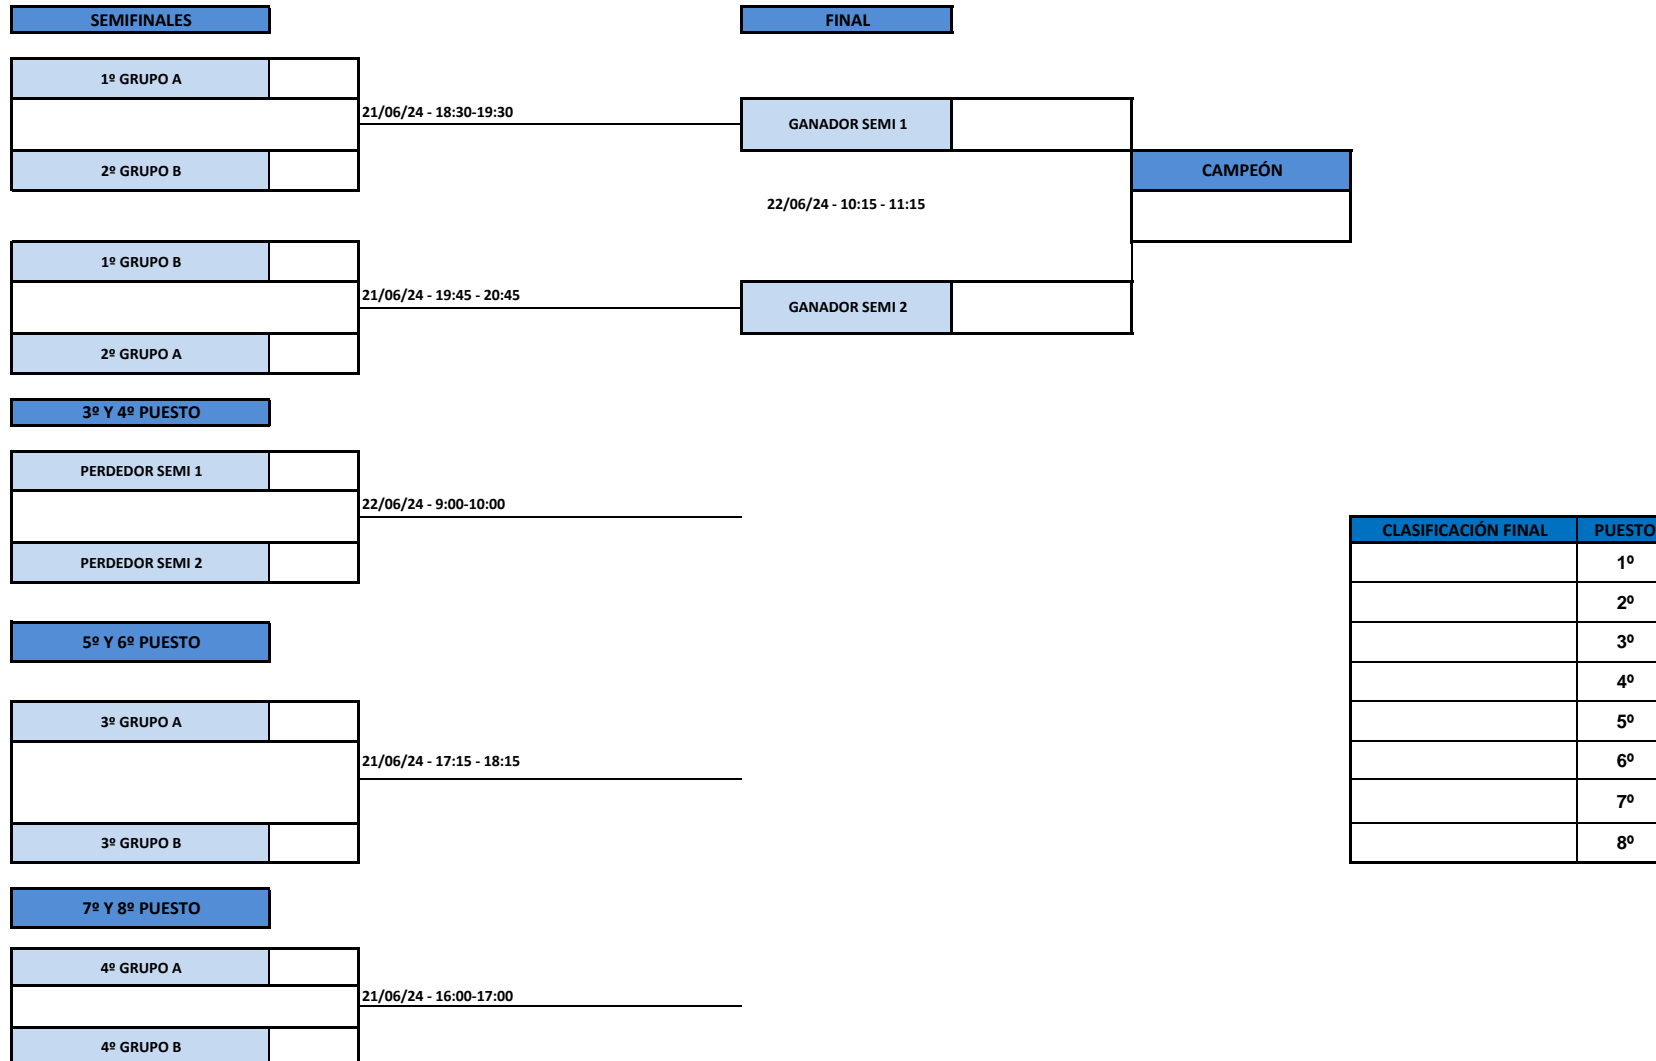 SEMIFINALES
FINAL
1º GRUPO A
21/06/24 - 18:30-19:30
GANADOR SEMI 1
2º GRUPO B
CAMPEÓN
22/06/24 - 10:15 - 11:15
1º GRUPO B
21/06/24 - 19:45 - 20:45
GANADOR SEMI 2
2º GRUPO A
3º Y 4º PUESTO
PERDEDOR SEMI 1
22/06/24 - 9:00-10:00
PERDEDOR SEMI 2
5º Y 6º PUESTO
3º GRUPO A
21/06/24 - 17:15 - 18:15
3º GRUPO B
7º Y 8º PUESTO
4º GRUPO A
21/06/24 - 16:00-17:00
4º GRUPO B
CLASIFICACIÓN FINAL PUESTO
1º
2º
3º
4º
5º
6º
7º
8º